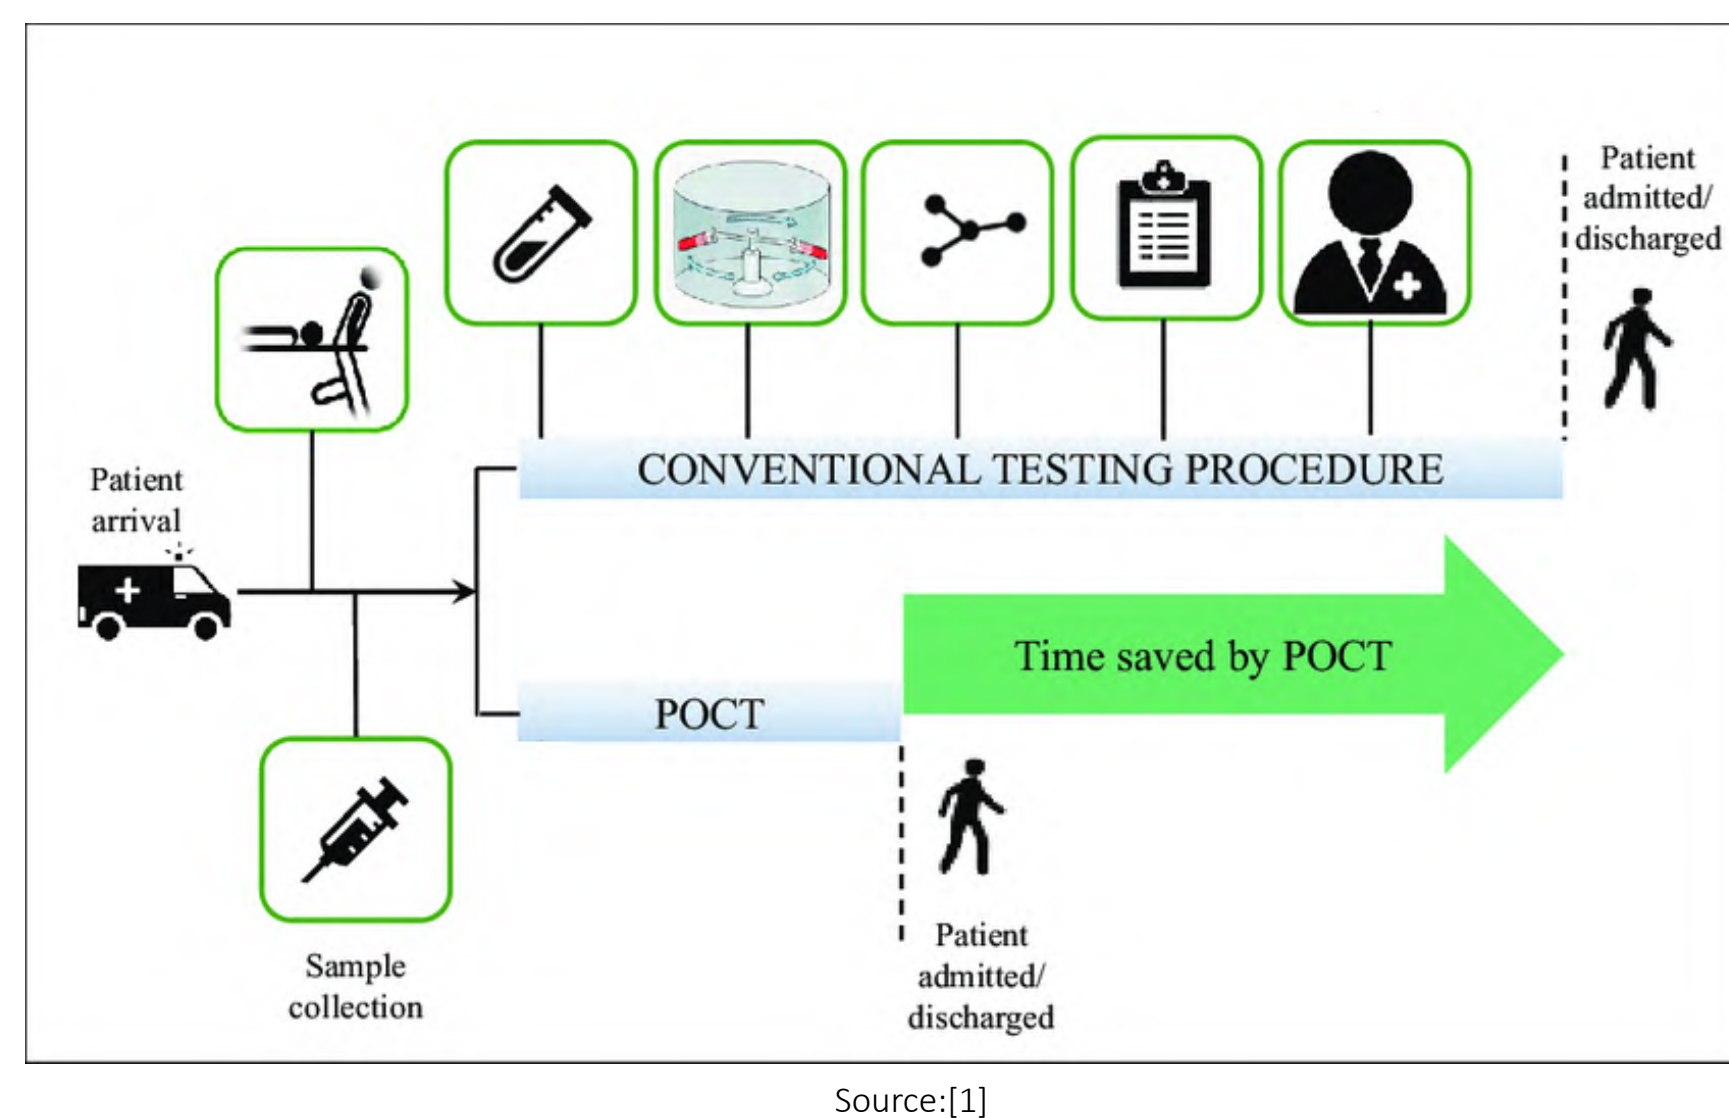 Patient
admitted/
discharged
Patient
arrival
CONVENTIONAL TESTING PROCEDURE
Time saved by POCT
POCT
Sample
collection
Patient
admitted/
discharged
Source:[1]